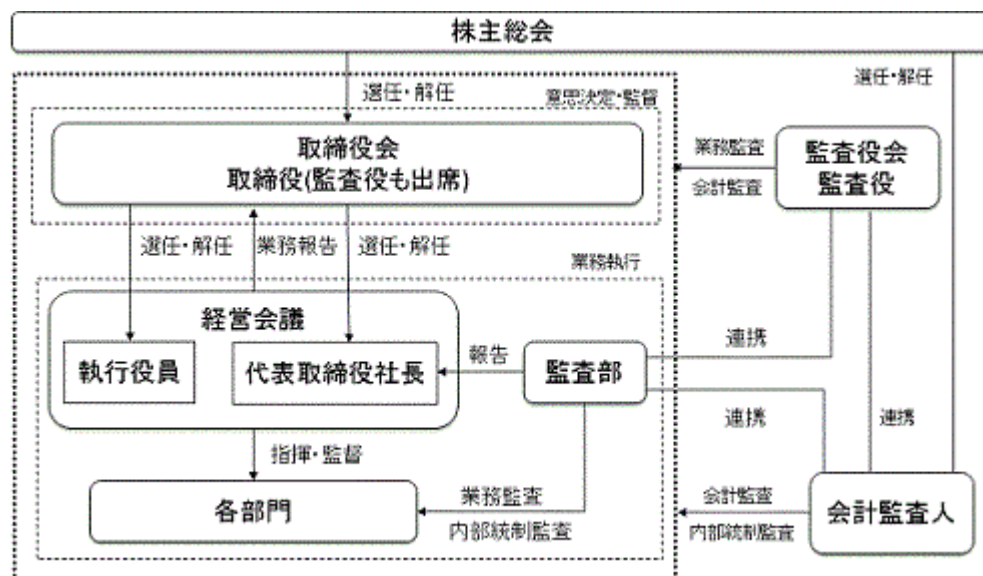 株主総会
選任・解任
選任・解任
意思決定・監督
取締役会
取締役(監査役も出席)
業務監査
会計監査
監査役会
監査役
選任・解任
業務報告
選任・解任
業務執行
経営会議
執行役員
代表取締役社長
報告
監査部
連携
連携
連携
指揮・監督
各部門
業務監査
内部統制監査
会計監査
内部統制監査
会計監査人